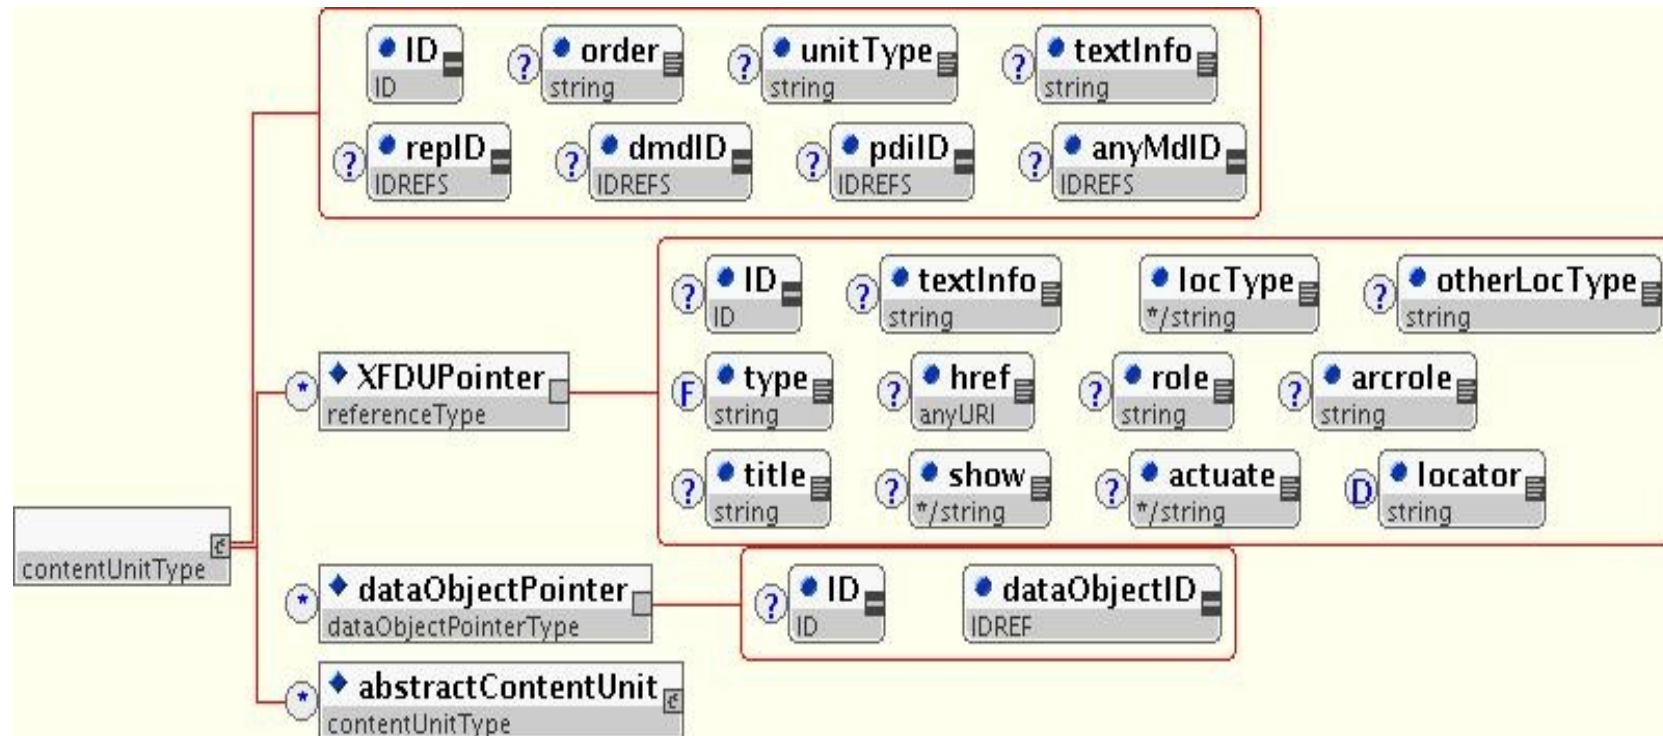 ID ? order ? unitType ? textInfo
ID string string string
? repID ? dmdID ? pdiID ? anyMdID
IDREFS IDREFS IDREFS IDREFS
? ID ? textInfo locType ? otherLocType
ID string */string string
* XFDUPointer F type ? href ? role ? arcrole
referenceType string anyURI string string
? title ? show ? actuate D locator
string */string */string string
contentUnitType
* dataObjectPointer ? ID dataObjectID
dataObjectPointerType ID IDREF
* abstractContentUnit
contentUnitType